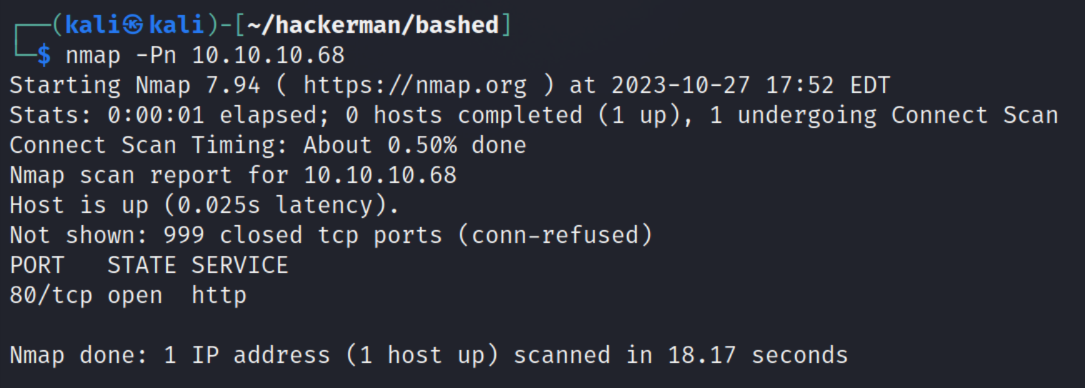 ┌──(kali㉿kali)-[~/hackerman/bashed]
└─$ nmap -Pn 10.10.10.68
Starting Nmap 7.94 ( https://nmap.org ) at 2023-10-27 17:52 EDT
Stats: 0:00:01 elapsed; 0 hosts completed (1 up), 1 undergoing Connect Scan
Connect Scan Timing: About 0.50% done
Nmap scan report for 10.10.10.68
Host is up (0.025s latency).
Not shown: 999 closed tcp ports (conn-refused)
PORT   STATE SERVICE
80/tcp open  http
Nmap done: 1 IP address (1 host up) scanned in 18.17 seconds